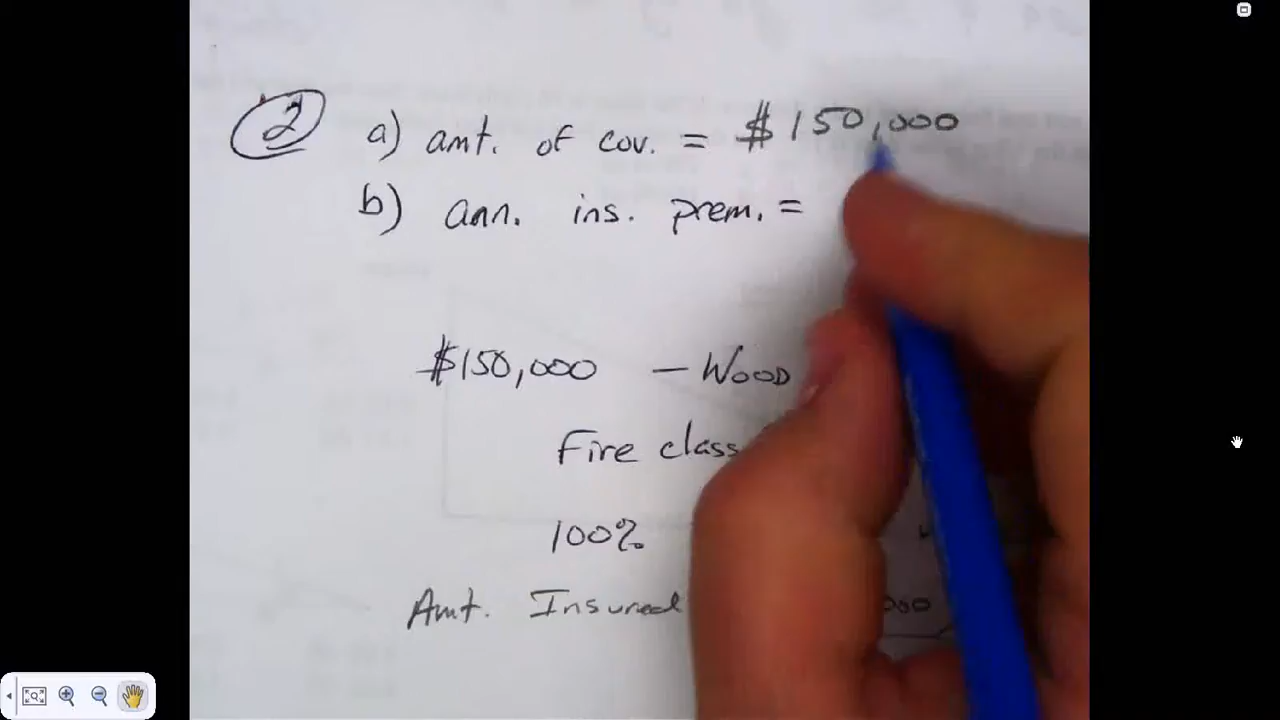 2
a) amt. of cov. = $150,000
b) ann. ins. prem. =
$150,000 — WOOD
Fire class
100%
Amt. Insured